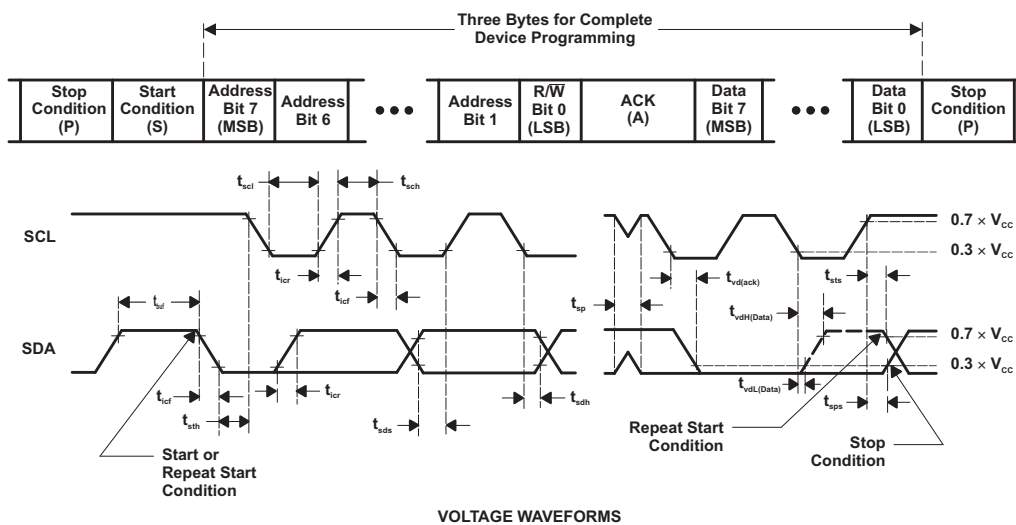 Three Bytes for Complete
Device Programming
Stop
Condition
(P)
Start
Condition
(S)
Address
Bit 7
(MSB)
Address
Bit 6
•••
Address
Bit 1
R/W̅
Bit 0
(LSB)
ACK
(A)
Data
Bit 7
(MSB)
•••
Data
Bit 0
(LSB)
Stop
Condition
(P)
tscl
tsch
SCL
0.7 × VCC
0.3 × VCC
ticr
ticf
tsp
tvd(ack)
tsts
tbuf
tvdH(Data)
SDA
0.7 × VCC
0.3 × VCC
ticf
ticr
tsth
tsds
tsdh
tvdL(Data)
tsps
Start or
Repeat Start
Condition
Repeat Start
Condition
Stop
Condition
VOLTAGE WAVEFORMS